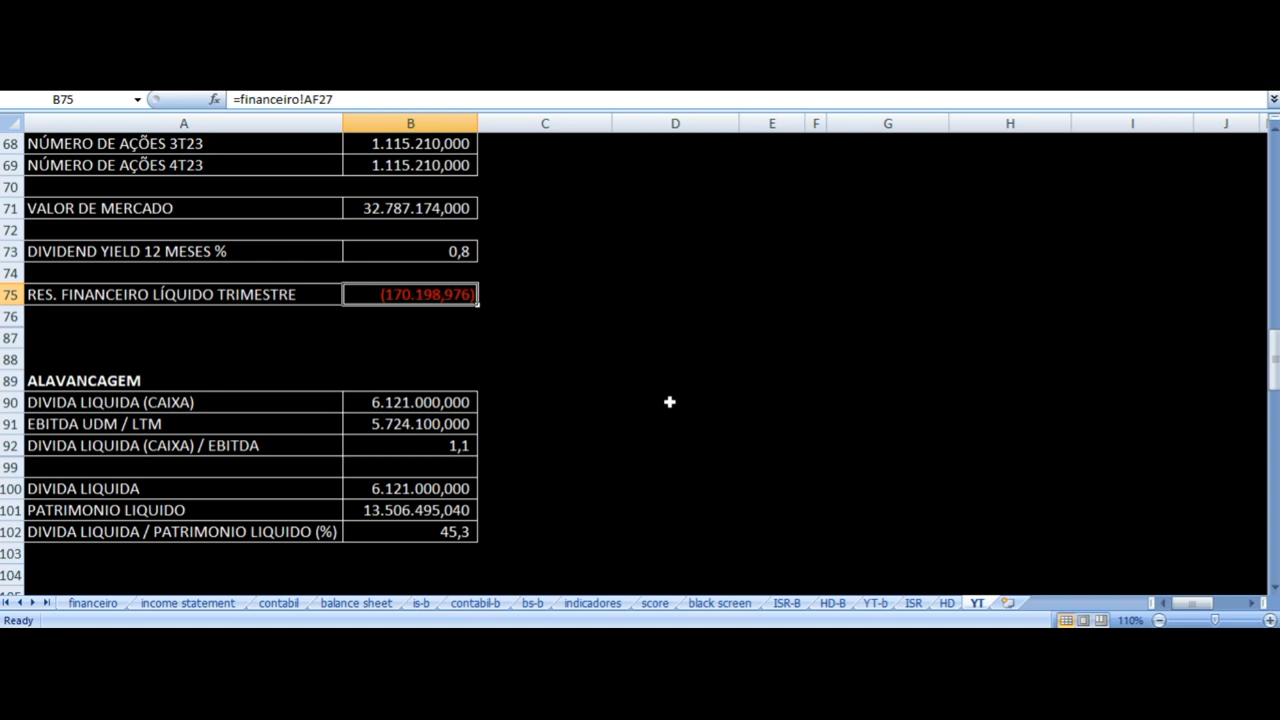 B75 fx =financeiro!AF27
A B C D E F G H I J
68 NÚMERO DE AÇÕES 3T23 1.115.210,000
69 NÚMERO DE AÇÕES 4T23 1.115.210,000
70
71 VALOR DE MERCADO 32.787.174,000
72
73 DIVIDEND YIELD 12 MESES % 0,8
74
75 RES. FINANCEIRO LÍQUIDO TRIMESTRE (170.198,976)
76
87
88
89 ALAVANCAGEM
90 DIVIDA LIQUIDA (CAIXA) 6.121.000,000
91 EBITDA UDM / LTM 5.724.100,000
92 DIVIDA LIQUIDA (CAIXA) / EBITDA 1,1
99
100 DIVIDA LIQUIDA 6.121.000,000
101 PATRIMONIO LIQUIDO 13.506.495,040
102 DIVIDA LIQUIDA / PATRIMONIO LIQUIDO (%) 45,3
103
104
financeiro income statement contabil balance sheet is-b contabil-b bs-b indicadores score black screen ISR-B HD-B YT-b ISR HD YT
Ready 110%